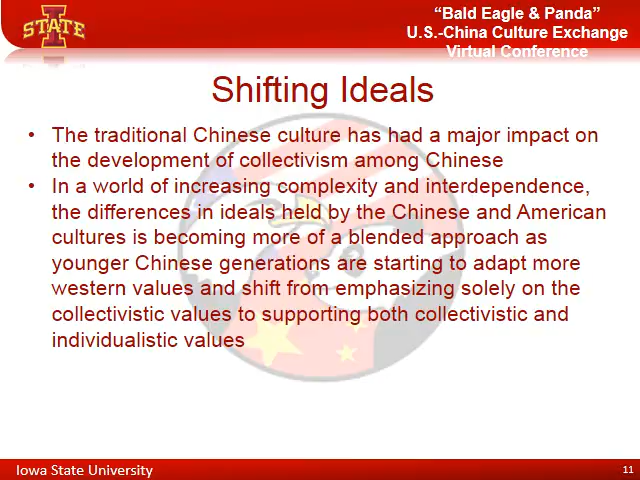 STATE
I
“Bald Eagle & Panda”
U.S.-China Culture Exchange
Virtual Conference
Shifting Ideals
• The traditional Chinese culture has had a major impact on
the development of collectivism among Chinese
• In a world of increasing complexity and interdependence,
the differences in ideals held by the Chinese and American
cultures is becoming more of a blended approach as
younger Chinese generations are starting to adapt more
western values and shift from emphasizing solely on the
collectivistic values to supporting both collectivistic and
individualistic values
Iowa State University
11